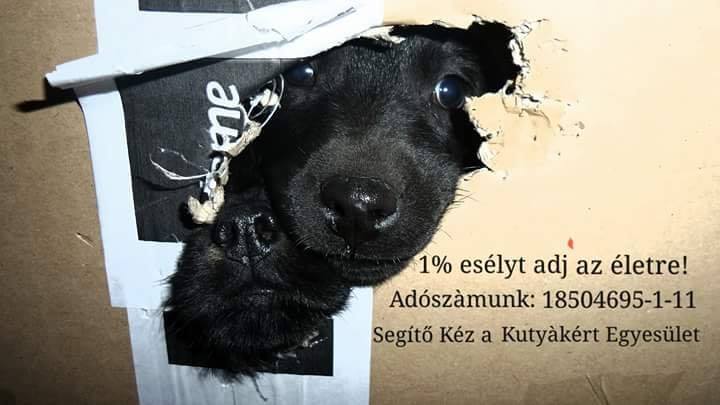 1% esélyt adj az életre!
Adószàmunk: 18504695-1-11
Segítő Kéz a Kutyàkért Egyesület